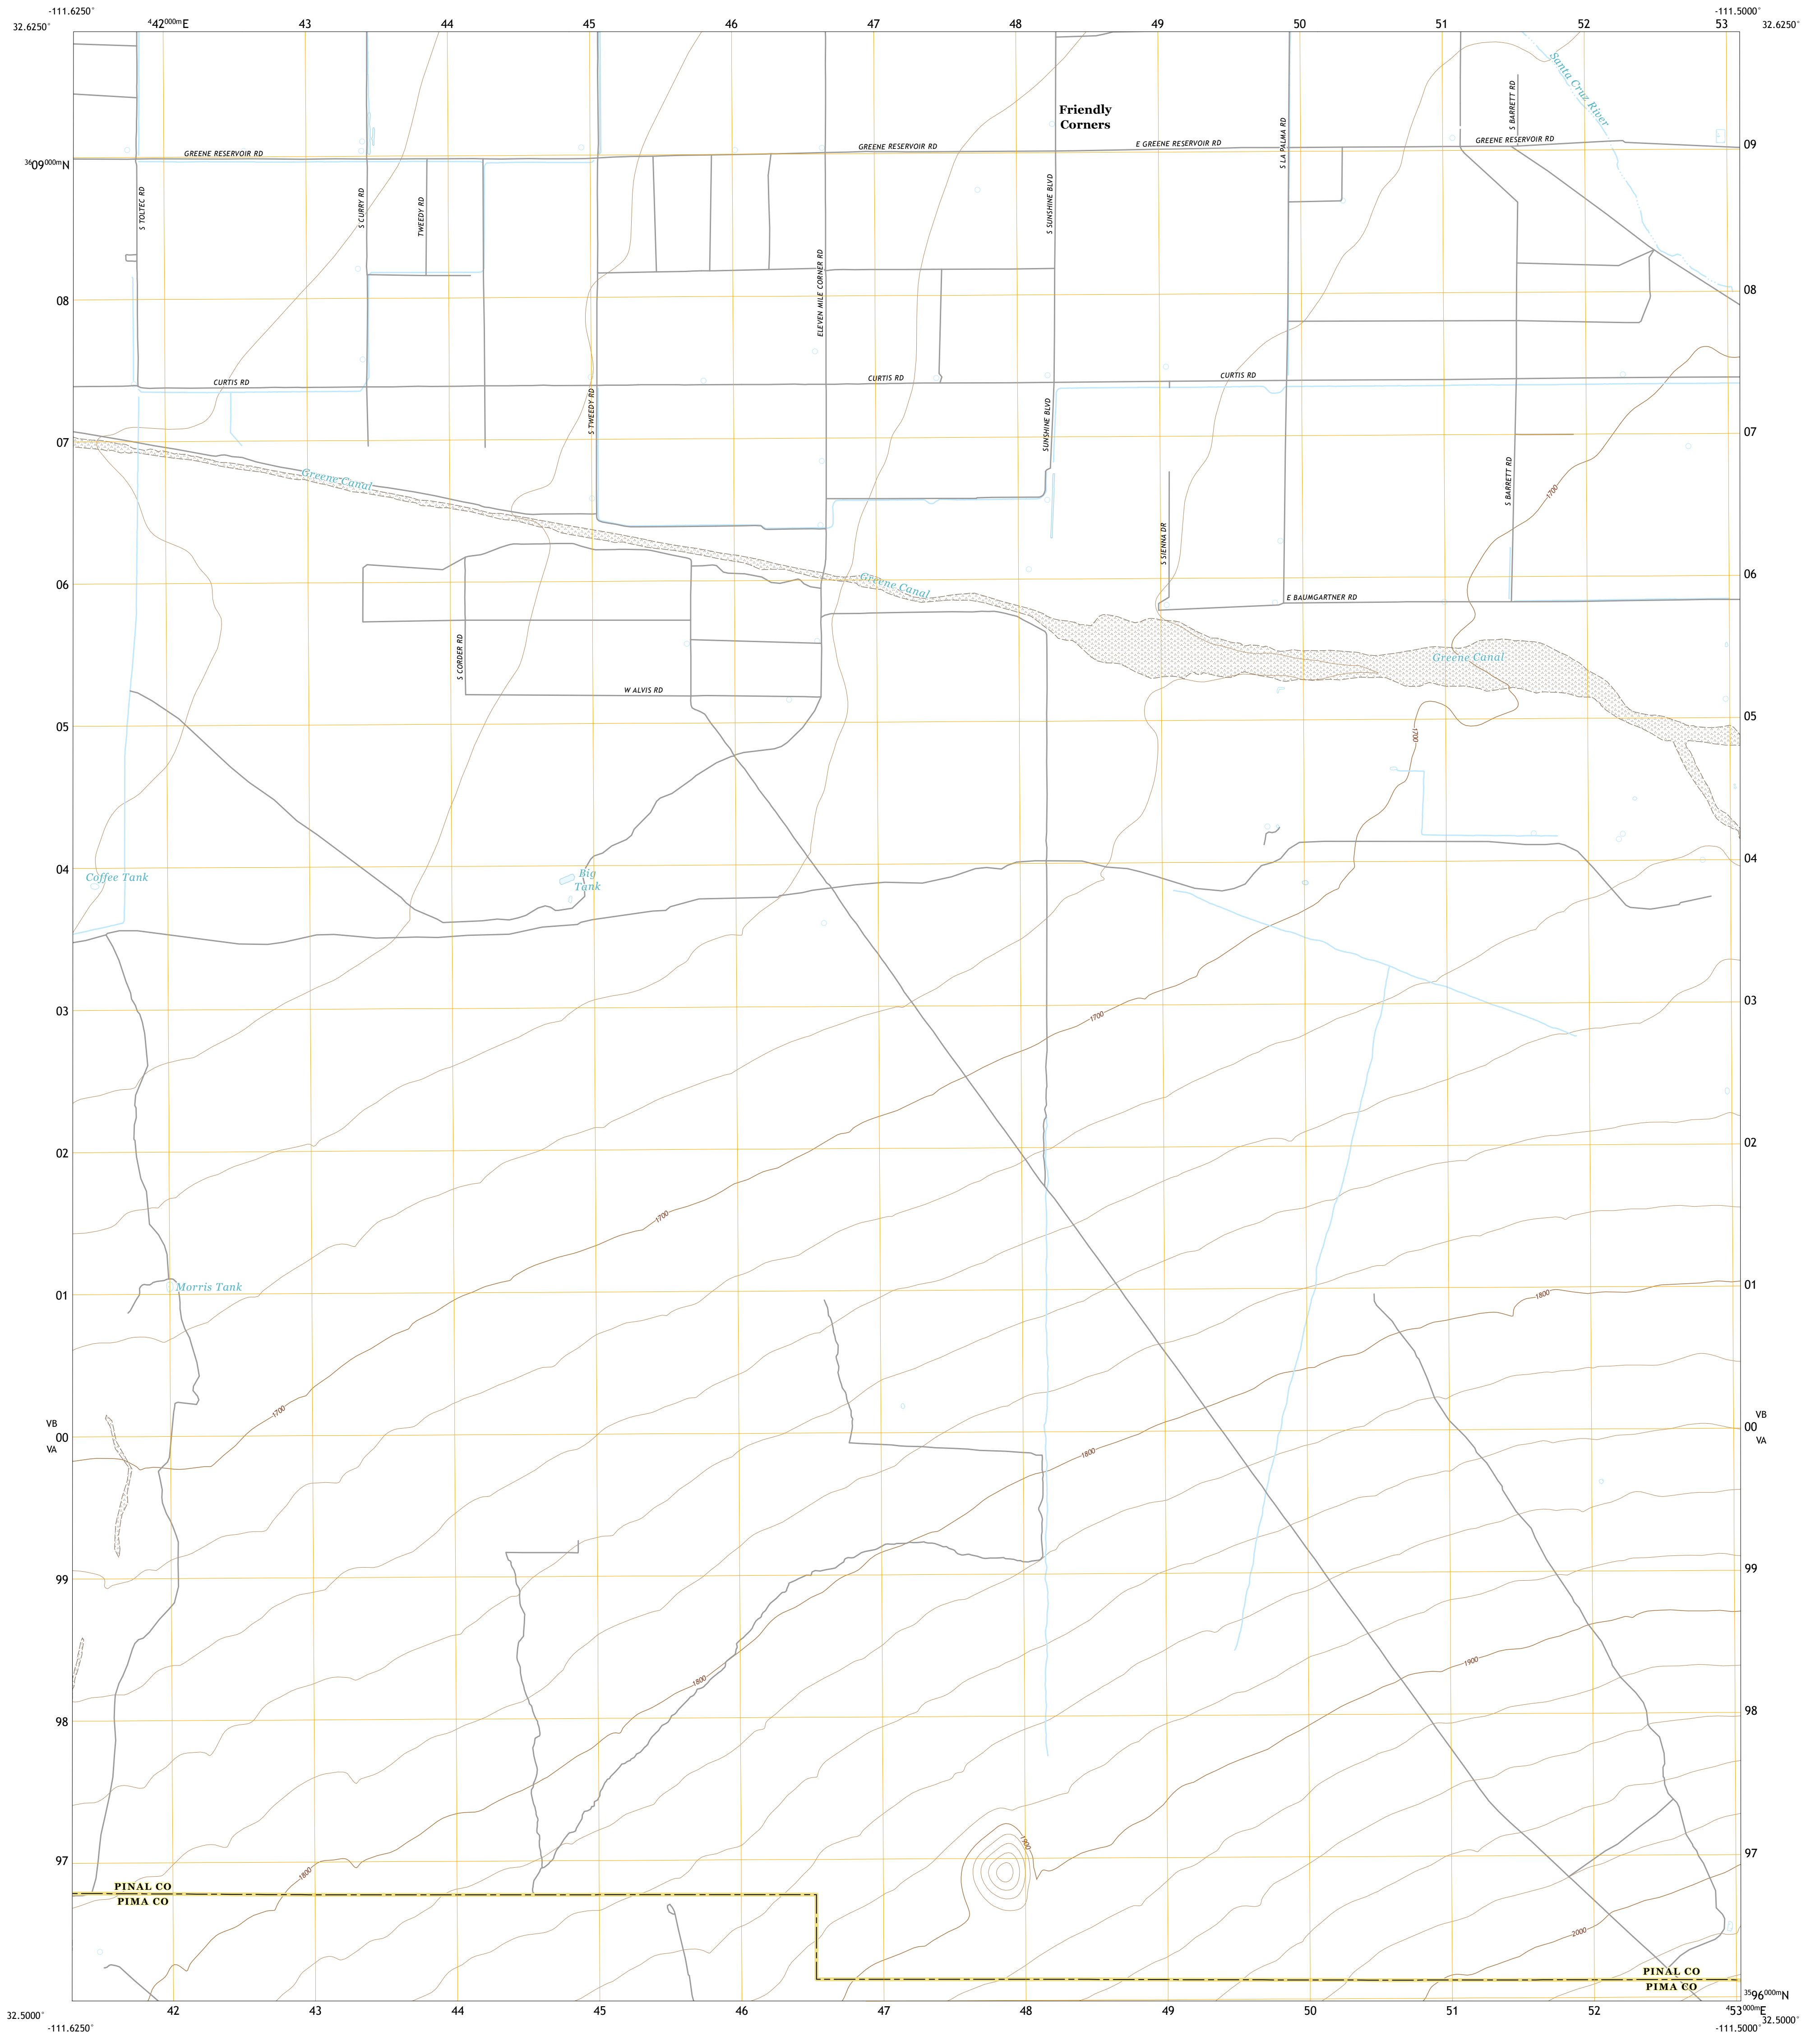 -111.6250°
-111.5000°
32.6250°
⁴42⁰⁰⁰ᵐE
43
44
45
46
47
48
49
50
51
52
53
32.6250°
Santa Cruz River
S BARRETT RD
Friendly
Corners
S LA PALMA RD
GREENE RESERVOIR RD
GREENE RESERVOIR RD
E GREENE RESERVOIR RD
GREENE RESERVOIR RD
³⁶09⁰⁰⁰ᵐN
09
S TOLTEC RD
S CURRY RD
TWEEDY RD
S SUNSHINE BLVD
ELEVEN MILE CORNER RD
08
08
CURTIS RD
CURTIS RD
CURTIS RD
S TWEEDY RD
SUNSHINE BLVD
07
07
Greene Canal
S BARRETT RD
1700
S SIENNA DR
06
Greene Canal
06
E BAUMGARTNER RD
S CORDER RD
Greene Canal
W ALVIS RD
05
05
1700
04
04
Coffee Tank
Big
Tank
03
03
1700
02
02
1700
Morris Tank
01
01
1800
1700
VB
00
VA
VB
00
VA
1800
99
99
1900
1800
98
98
1900
97
97
1800
PINAL CO
PIMA CO
2000
PINAL CO
PIMA CO
³⁵96⁰⁰⁰ᵐN
32.5000°
42
43
44
45
46
47
48
49
50
51
52
⁴53⁰⁰⁰ᵐE
32.5000°
-111.6250°
-111.5000°